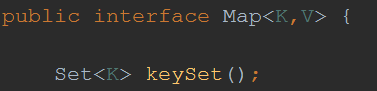 public interface Map<K,V> {
Set<K> keySet();